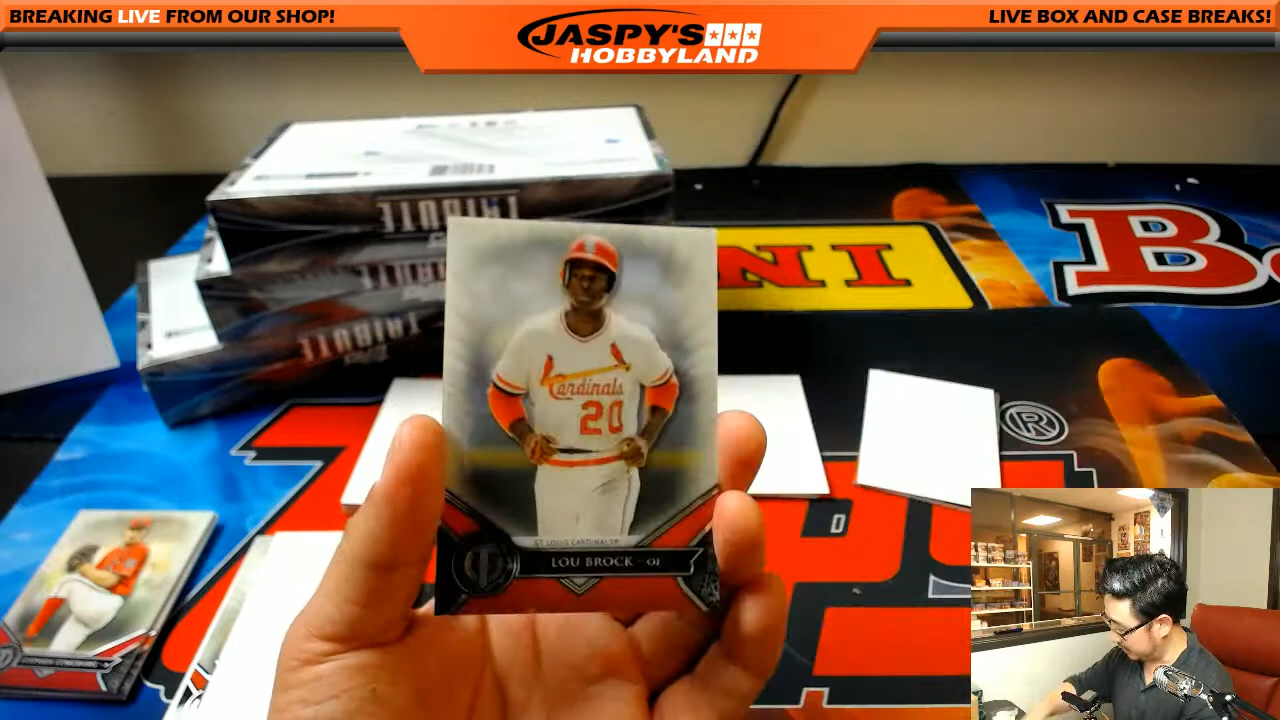 BREAKING LIVE FROM OUR SHOP!
JASPY'S
HOBBYLAND
LIVE BOX AND CASE BREAKS!
TRIBUTE
TRIBUTE
NI
B.
®
Cardinals
20
ST. LOUIS CARDINALS
LOU BROCK - OF